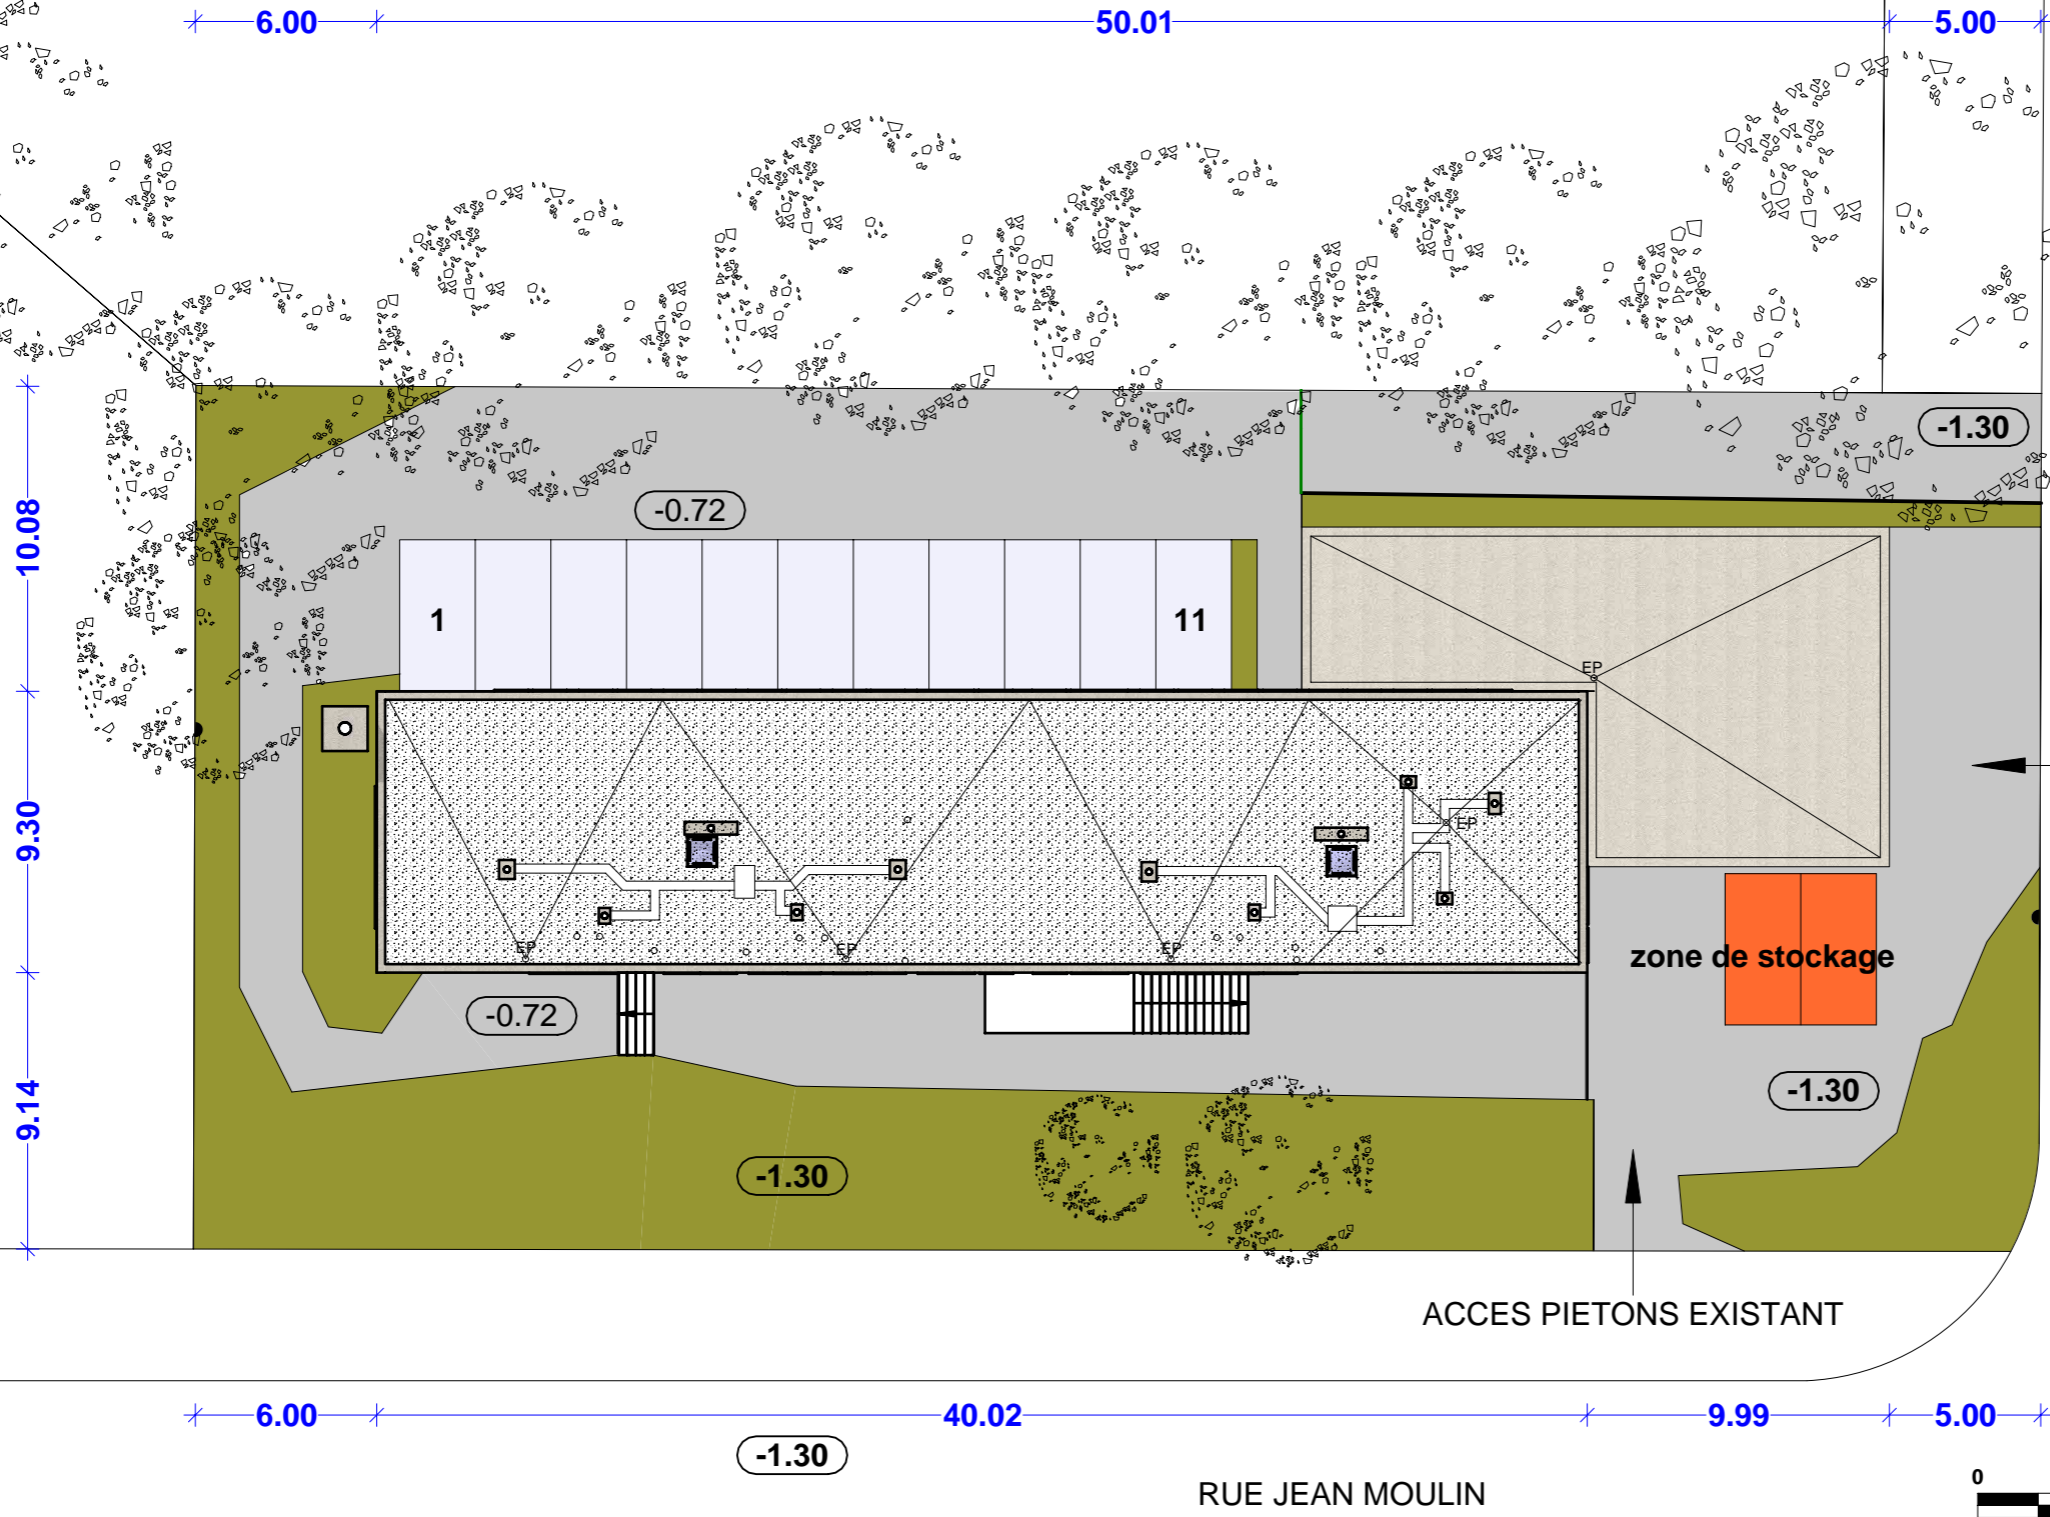 6.00 50.01 5.00
-1.30
-0.72
10.08
1 11
EP
9.30
EP
EP EP EP
zone de stockage
-0.72
-1.30
9.14
-1.30
ACCES PIETONS EXISTANT
6.00 40.02 9.99 5.00
-1.30
RUE JEAN MOULIN
0